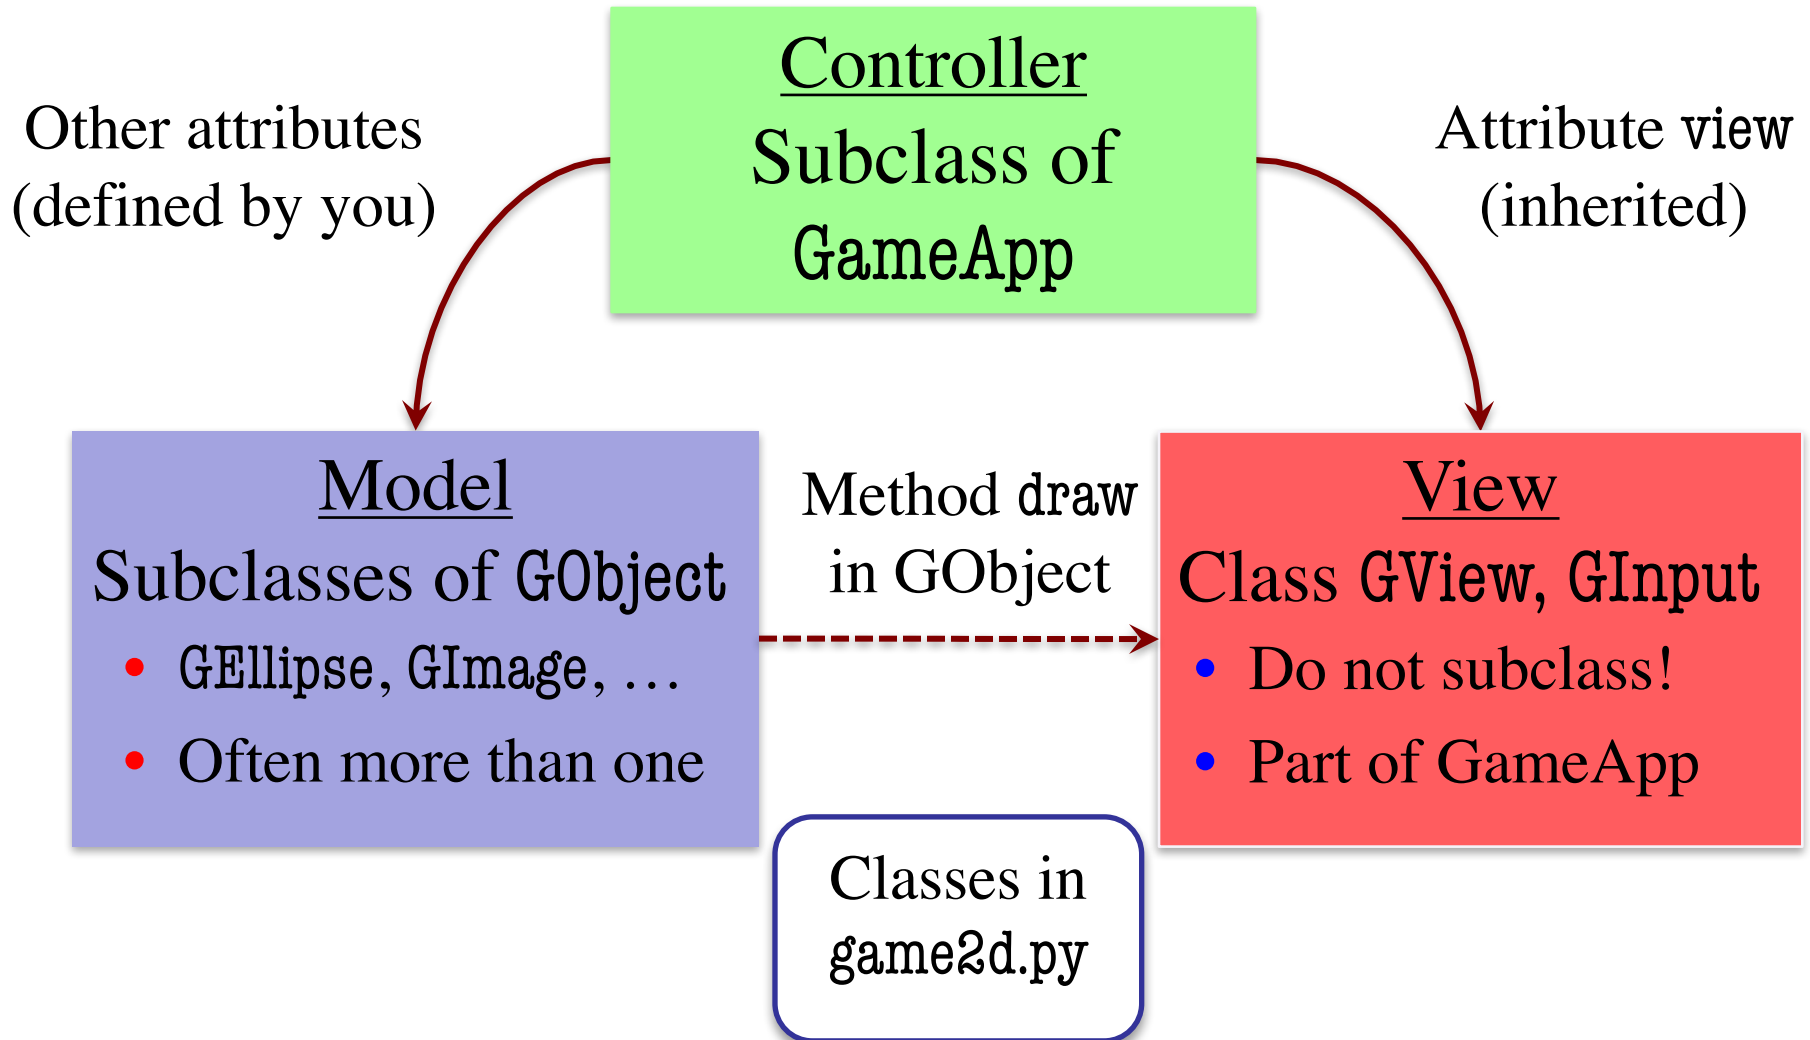 Controller
Subclass of
GameApp
Other attributes
(defined by you)
Attribute view
(inherited)
Model
Subclasses of GObject
• GEllipse, GImage, …
• Often more than one
Method draw
in GObject
View
Class GView, GInput
• Do not subclass!
• Part of GameApp
Classes in
game2d.py